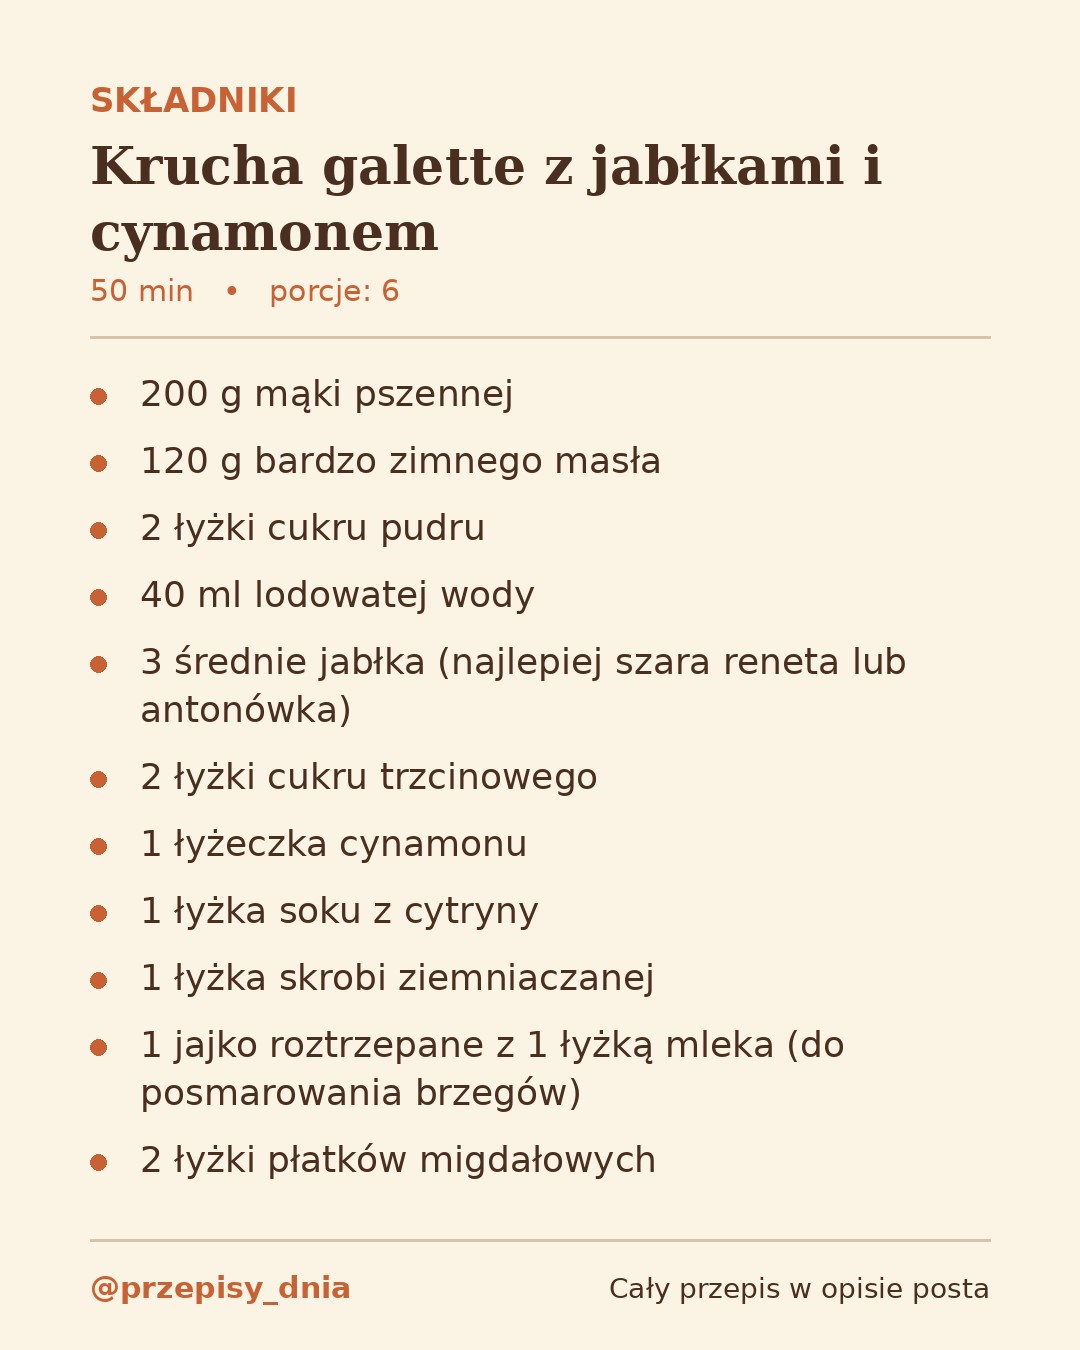 SKŁADNIKI
Krucha galette z jabłkami i
cynamonem
50 min • porcje: 6
• 200 g mąki pszennej
• 120 g bardzo zimnego masła
• 2 łyżki cukru pudru
• 40 ml lodowatej wody
• 3 średnie jabłka (najlepiej szara reneta lub
antonówka)
• 2 łyżki cukru trzcinowego
• 1 łyżeczka cynamonu
• 1 łyżka soku z cytryny
• 1 łyżka skrobi ziemniaczanej
• 1 jajko roztrzepane z 1 łyżką mleka (do
posmarowania brzegów)
• 2 łyżki płatków migdałowych
@przepisy_dnia
Cały przepis w opisie posta